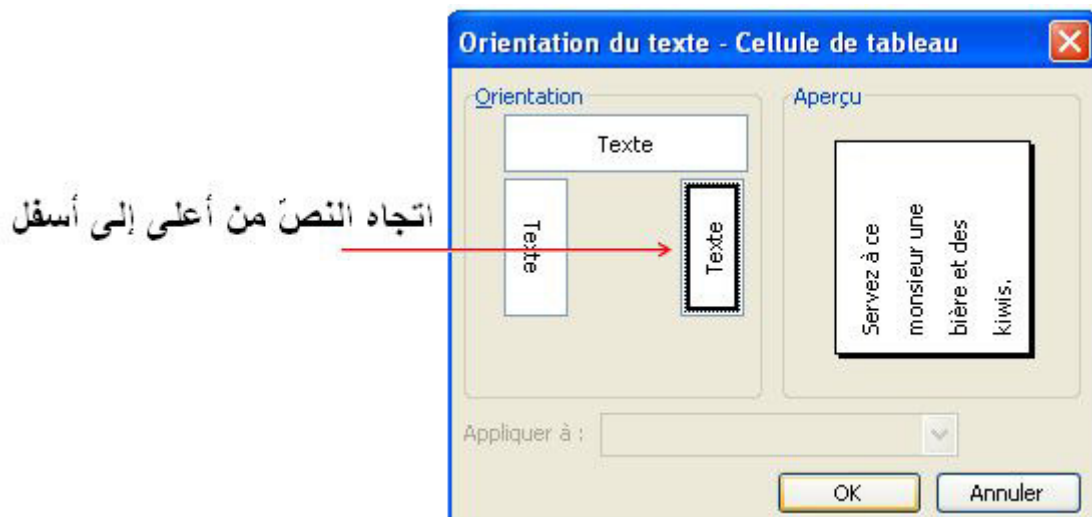 Orientation du texte - Cellule de tableau
Orientation
Aperçu
Texte
Texte
Texte
اتجاه النصّ من أعلى إلى أسفل
Servez à ce
monsieur une
bière et des
kiwis.
Appliquer à :
OK
Annuler